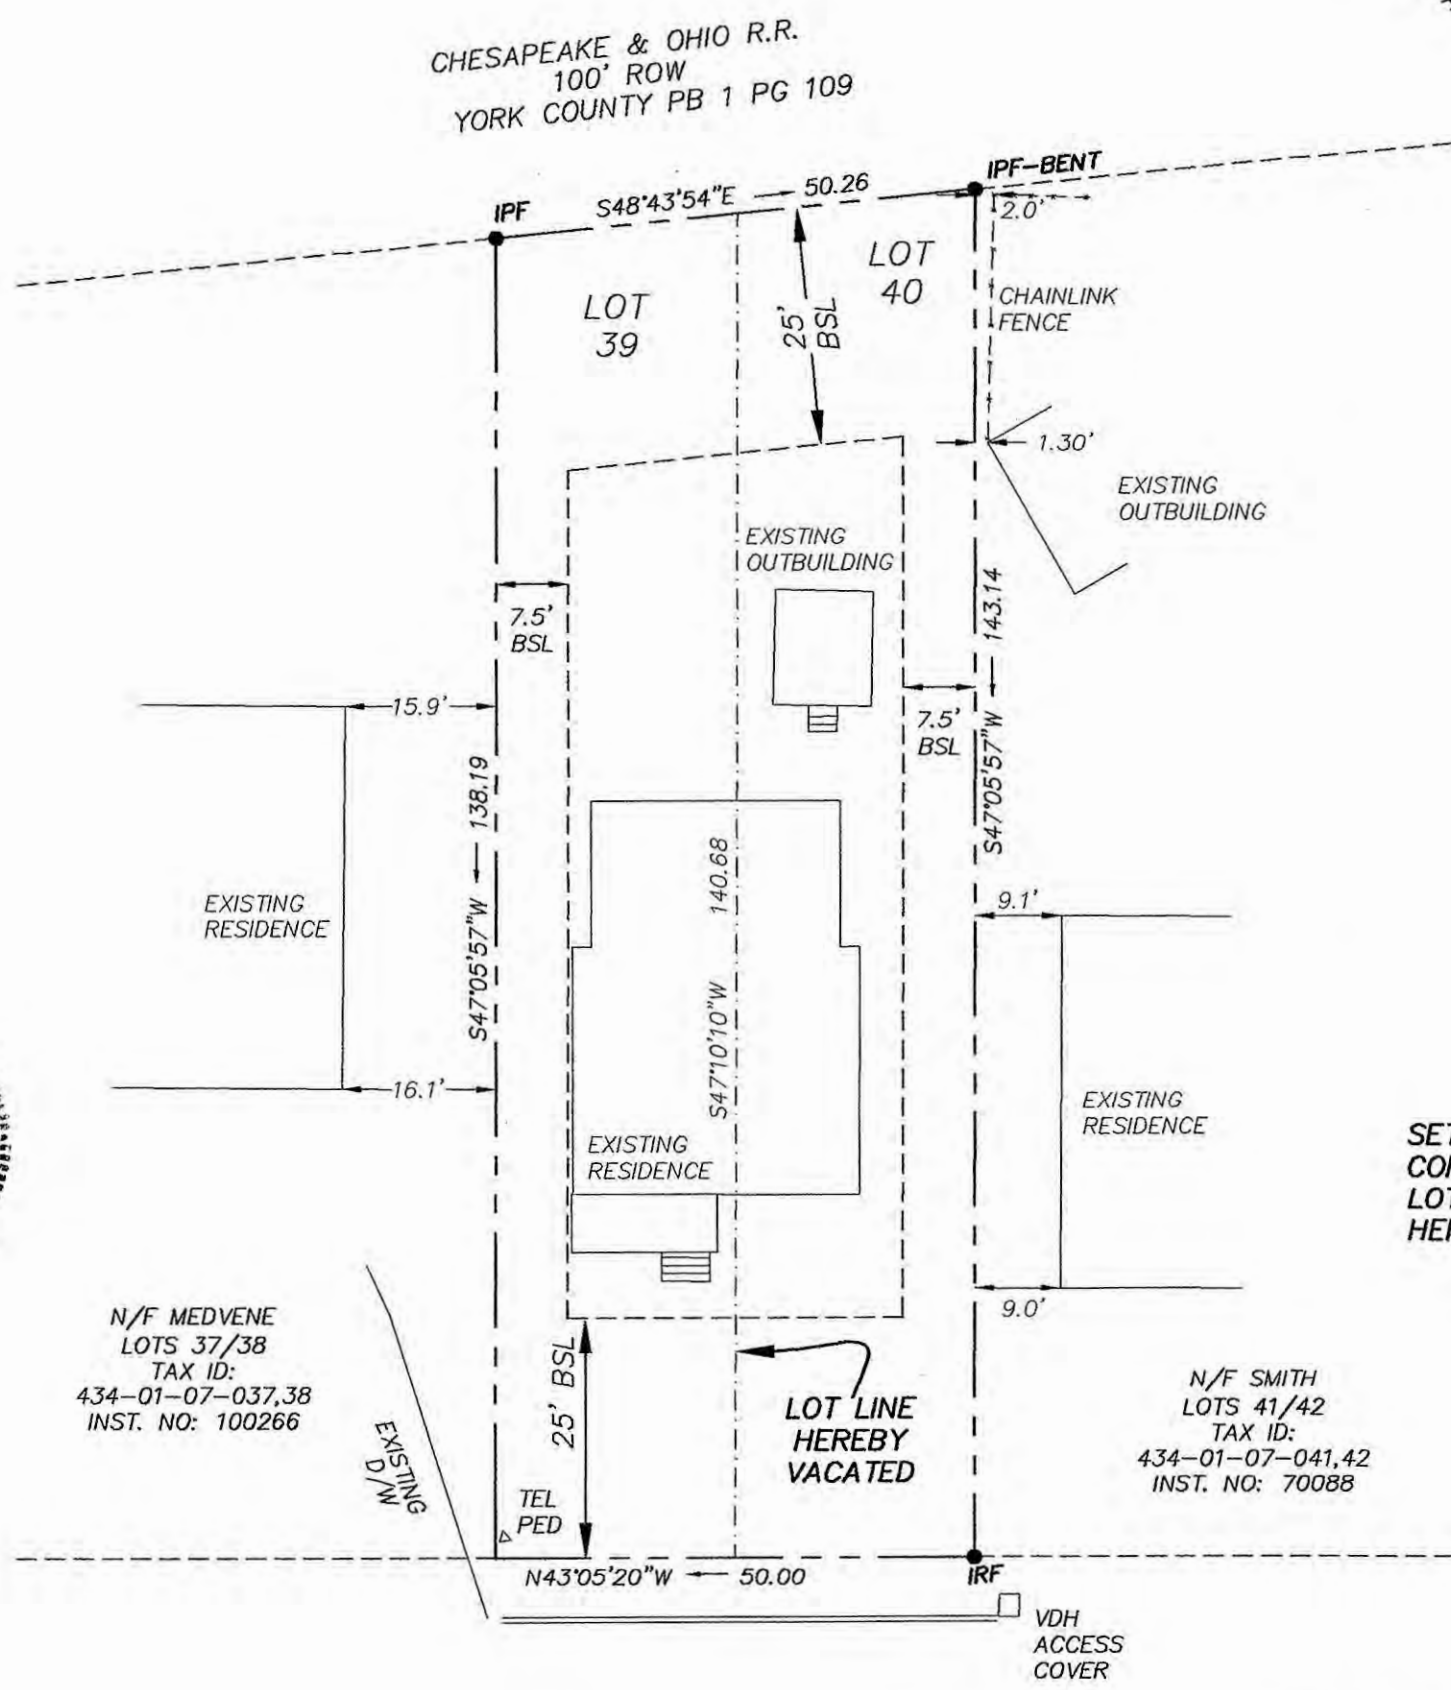 CHESAPEAKE & OHIO R.R.
100' ROW
YORK COUNTY PB 1 PG 109
IPF
S48°43'54"E
50.26
IPF-BENT
2.0'
LOT
39
LOT
40
25'
BSL
CHAINLINK
FENCE
1.30'
EXISTING
OUTBUILDING
EXISTING
OUTBUILDING
7.5'
BSL
S47°05'57"W 143.14
15.9'
7.5'
BSL
S47°05'57"W 138.19
S47°10'10"W 140.68
EXISTING
RESIDENCE
9.1'
16.1'
EXISTING
RESIDENCE
EXISTING
RESIDENCE
9.0'
N/F MEDVENE
LOTS 37/38
TAX ID:
434-01-07-037,38
INST. NO: 100266
25' BSL
LOT LINE
HEREBY
VACATED
N/F SMITH
LOTS 41/42
TAX ID:
434-01-07-041,42
INST. NO: 70088
EXISTING
D/W
TEL
PED
N43°05'20"W
50.00
IRF
VDH
ACCESS
COVER